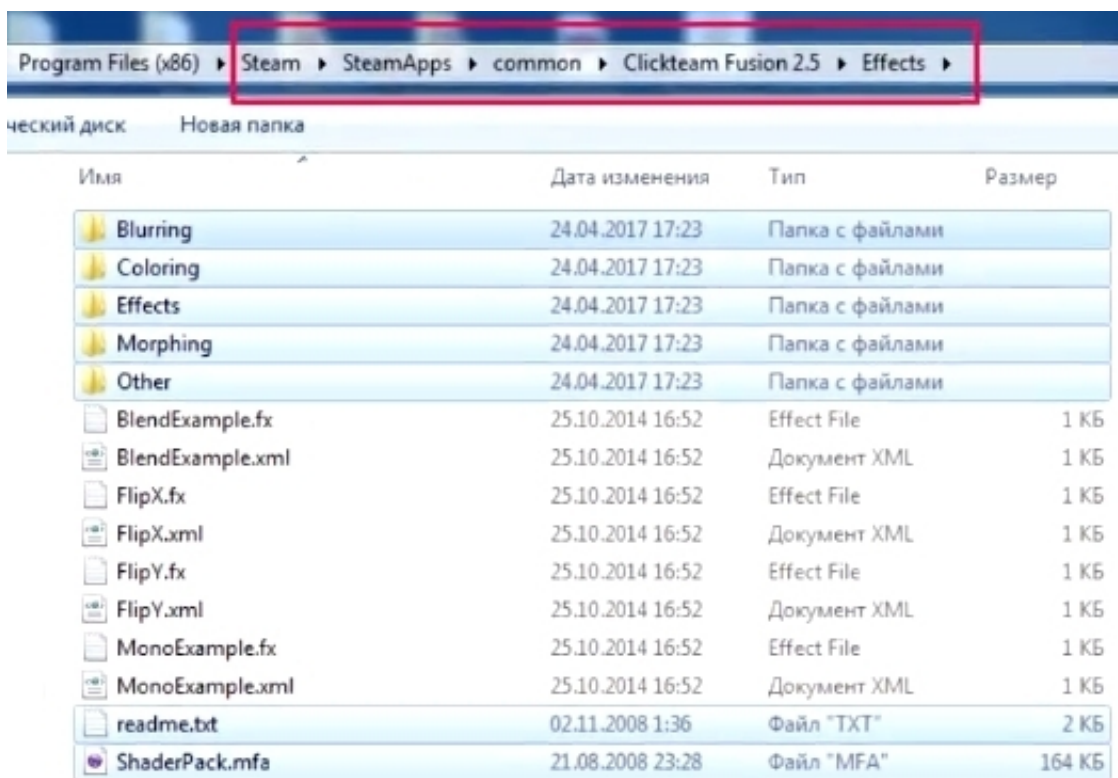 Program Files (x86) ▸ Steam ▸ SteamApps ▸ common ▸ Clickteam Fusion 2.5 ▸ Effects ▸
ческий диск Новая папка
Имя Дата изменения Тип Размер
Blurring 24.04.2017 17:23 Папка с файлами
Coloring 24.04.2017 17:23 Папка с файлами
Effects 24.04.2017 17:23 Папка с файлами
Morphing 24.04.2017 17:23 Папка с файлами
Other 24.04.2017 17:23 Папка с файлами
BlendExample.fx 25.10.2014 16:52 Effect File 1 КБ
BlendExample.xml 25.10.2014 16:52 Документ XML 1 КБ
FlipX.fx 25.10.2014 16:52 Effect File 1 КБ
FlipX.xml 25.10.2014 16:52 Документ XML 1 КБ
FlipY.fx 25.10.2014 16:52 Effect File 1 КБ
FlipY.xml 25.10.2014 16:52 Документ XML 1 КБ
MonoExample.fx 25.10.2014 16:52 Effect File 1 КБ
MonoExample.xml 25.10.2014 16:52 Документ XML 1 КБ
readme.txt 02.11.2008 1:36 Файл "TXT" 2 КБ
ShaderPack.mfa 21.08.2008 23:28 Файл "MFA" 164 КБ